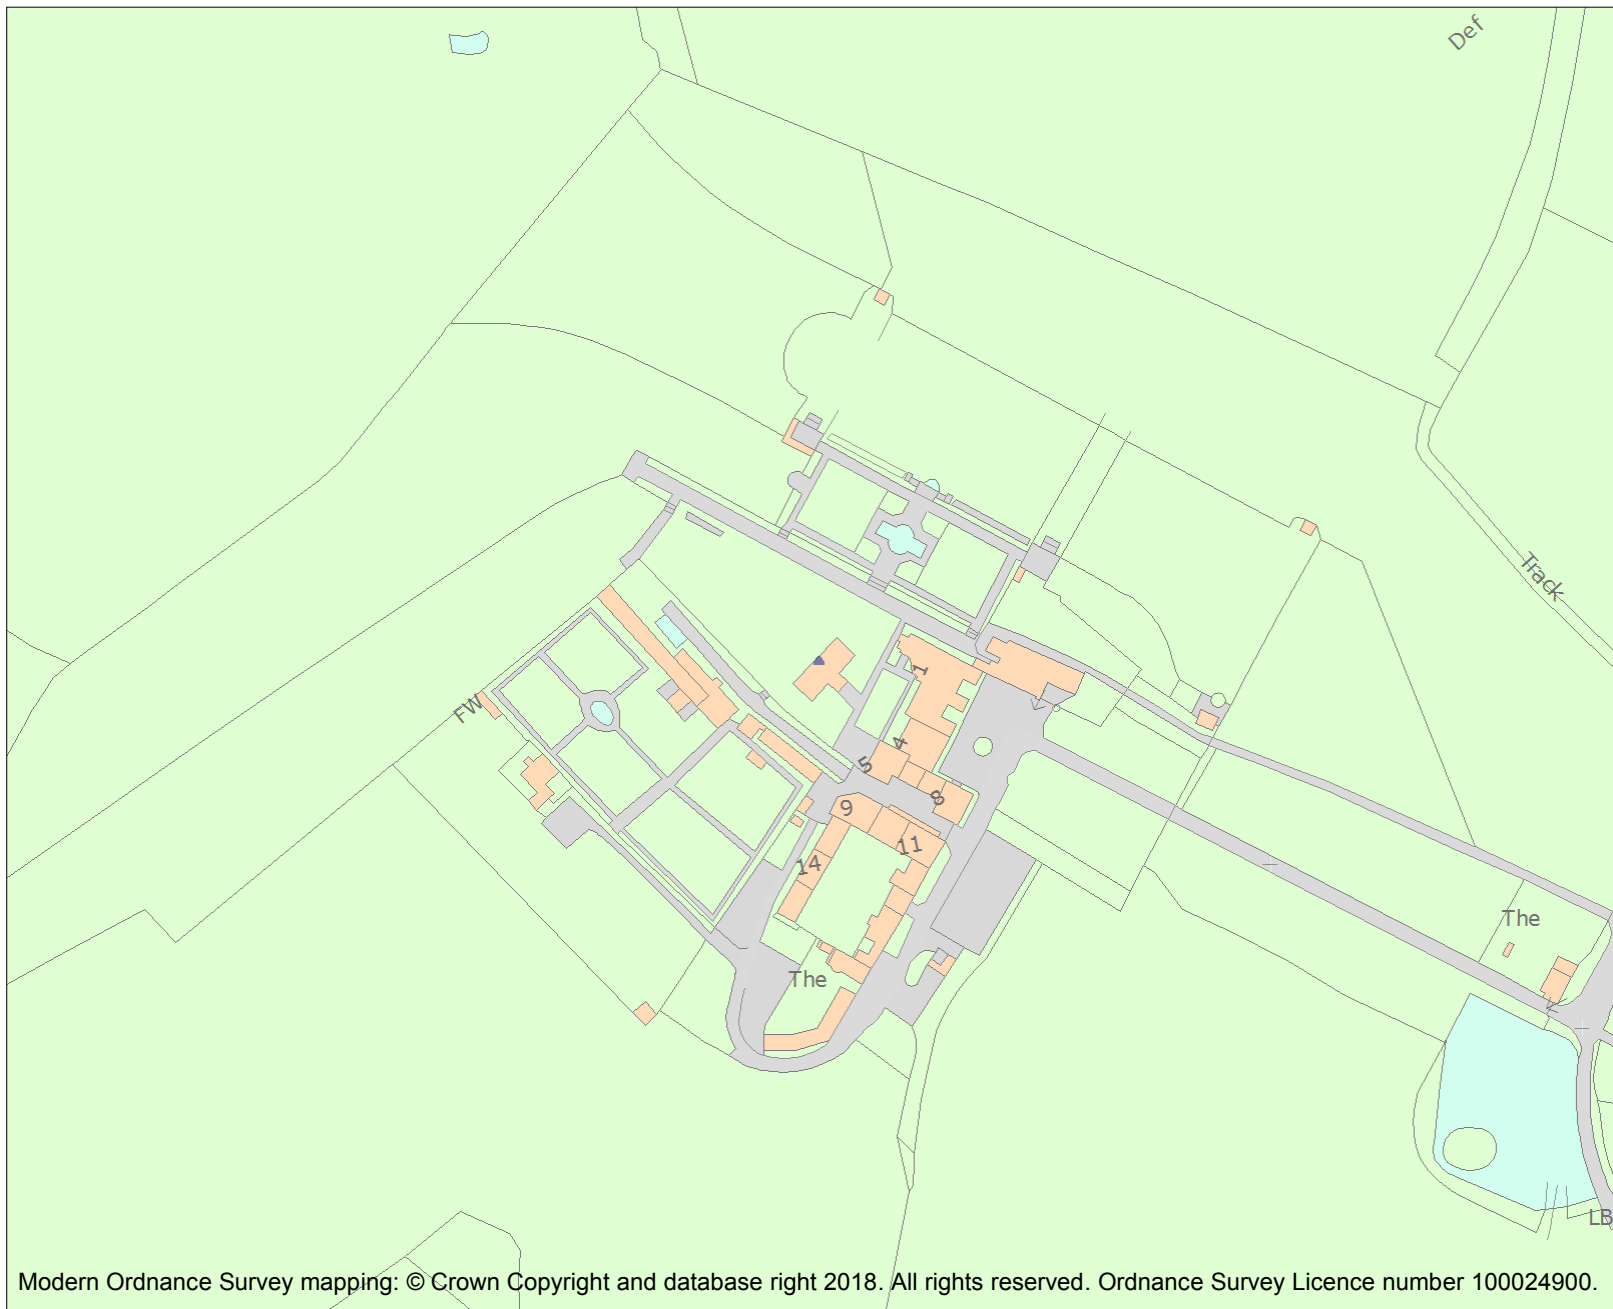 Def
Track
1
FW
4
5
8
9
11
14
The
The
LB
Modern Ordnance Survey mapping: © Crown Copyright and database right 2018. All rights reserved. Ordnance Survey Licence number 100024900.